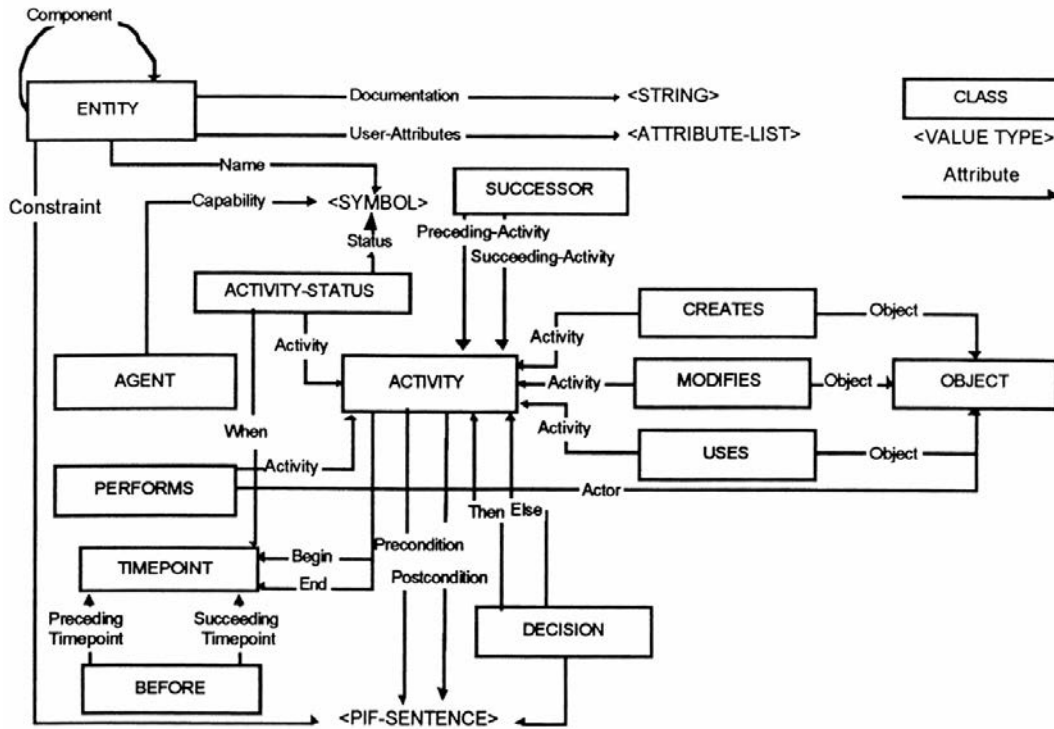 Component
ENTITY
Documentation
<STRING>
CLASS
User-Attributes
<ATTRIBUTE-LIST>
<VALUE TYPE>
Name
SUCCESSOR
Attribute
Constraint
Capability
<SYMBOL>
Preceding-Activity
Status
Succeeding-Activity
ACTIVITY-STATUS
CREATES
Object
Activity
Activity
AGENT
ACTIVITY
Activity
MODIFIES
Object
OBJECT
Activity
When
USES
Object
Activity
PERFORMS
Actor
Then
Else
Precondition
TIMEPOINT
Begin
End
Postcondition
Preceding
Timepoint
Succeeding
Timepoint
DECISION
BEFORE
<PIF-SENTENCE>